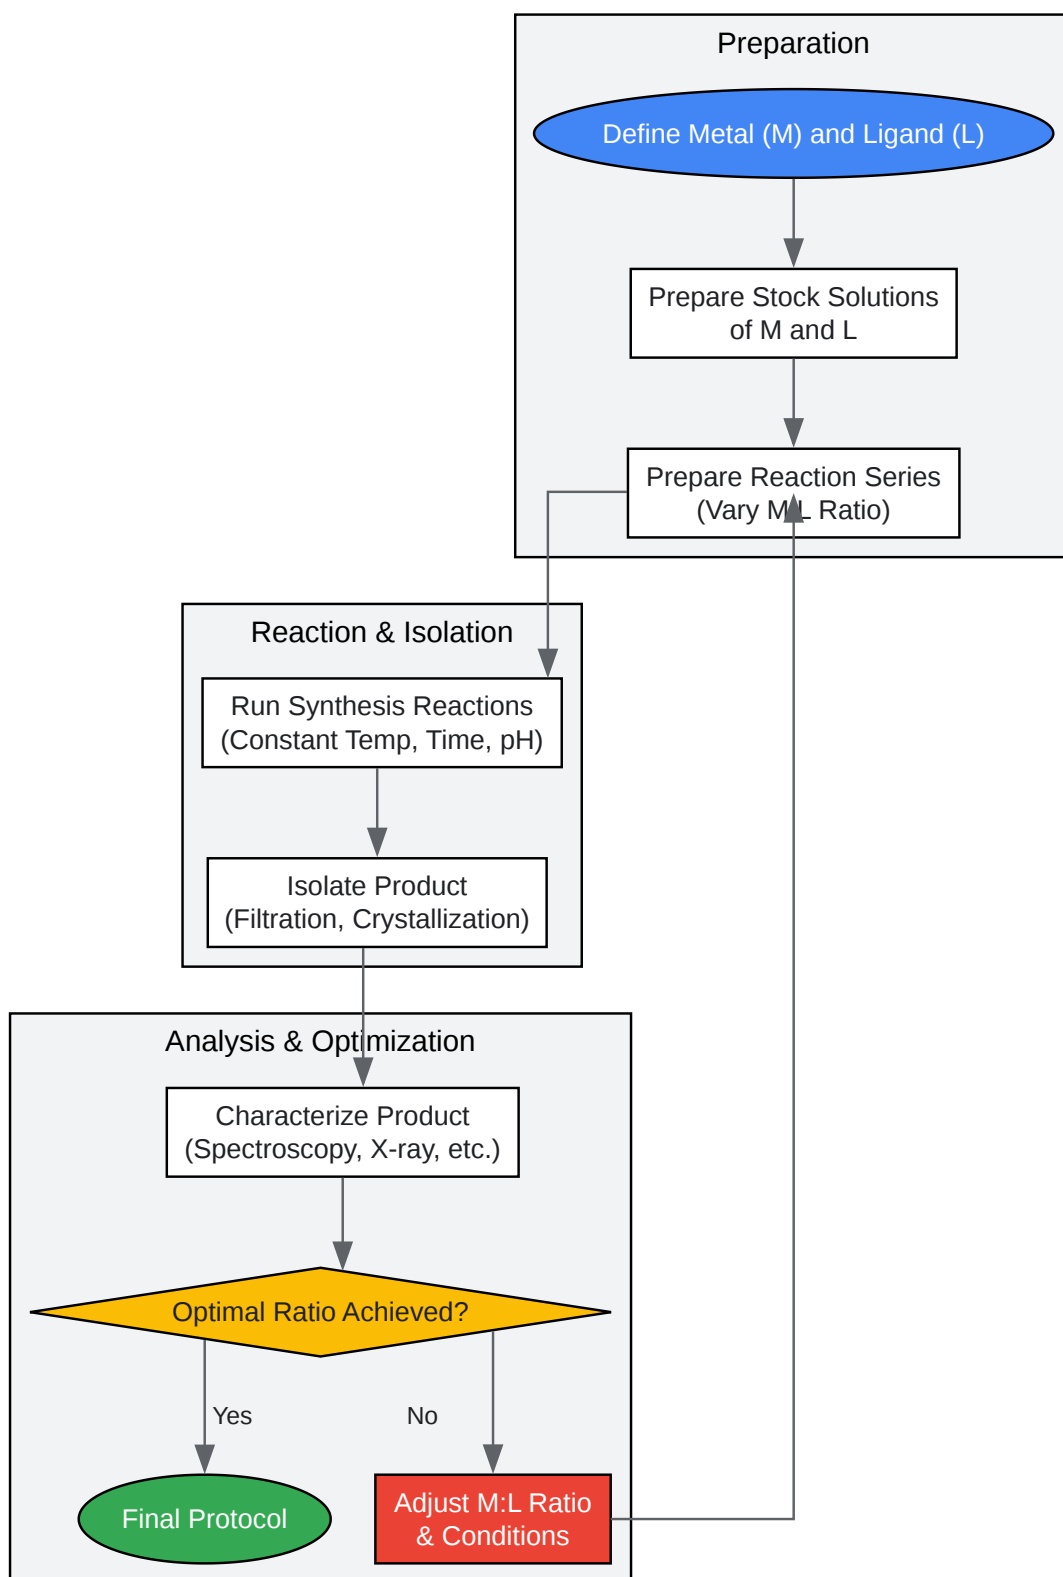 Preparation
Define Metal (M) and Ligand (L)
Prepare Stock Solutions
of M and L
Prepare Reaction Series
(Vary M:L Ratio)
Reaction & Isolation
Run Synthesis Reactions
(Constant Temp, Time, pH)
Isolate Product
(Filtration, Crystallization)
Analysis & Optimization
Characterize Product
(Spectroscopy, X-ray, etc.)
Optimal Ratio Achieved?
Yes
No
Final Protocol
Adjust M:L Ratio
& Conditions